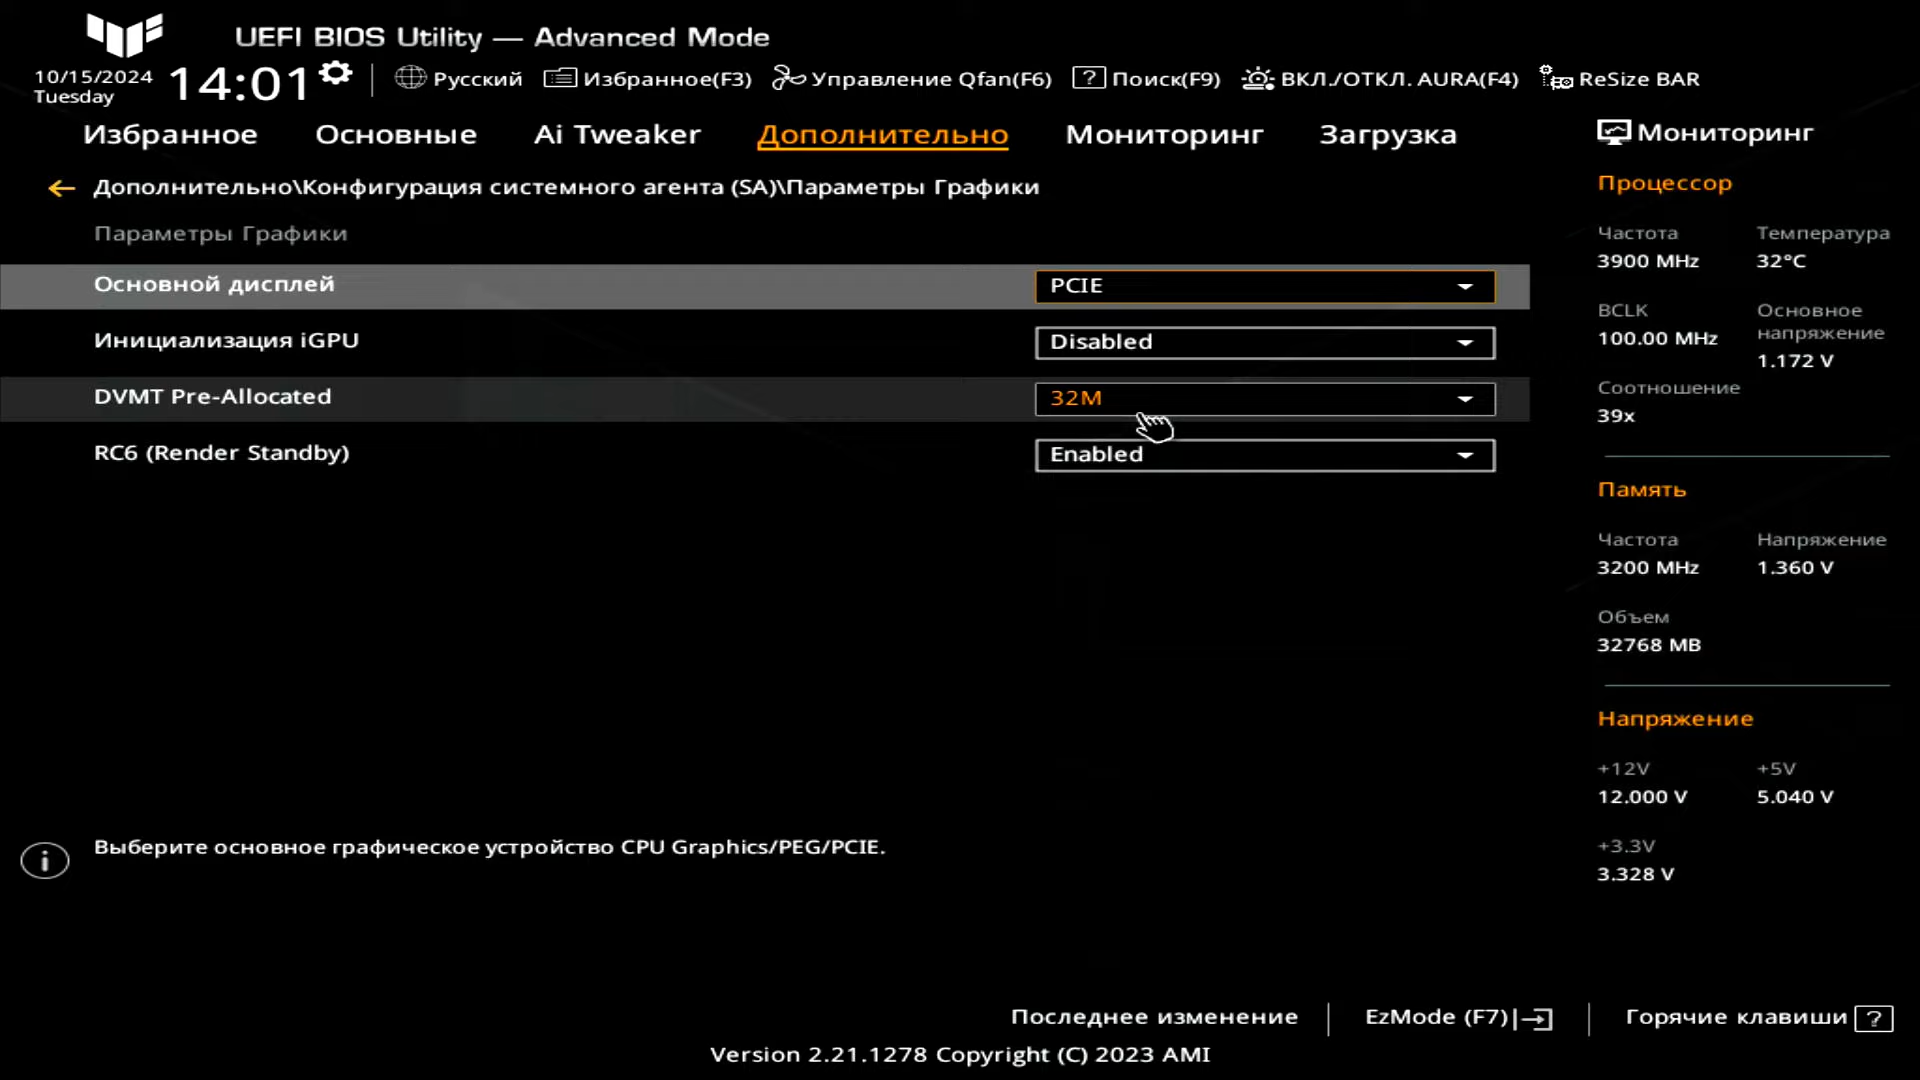 UEFI BIOS Utility — Advanced Mode
10/15/2024
Tuesday
14:01
Русский
Избранное(F3)
Управление Qfan(F6)
? Поиск(F9)
ВКЛ./ОТКЛ. AURA(F4)
ReSize BAR
Избранное
Основные
Ai Tweaker
Дополнительно
Мониторинг
Загрузка
Мониторинг
Дополнительно\Конфигурация системного агента (SA)\Параметры Графики
Параметры Графики
Основной дисплей
PCIE
Инициализация iGPU
Disabled
DVMT Pre-Allocated
32M
RC6 (Render Standby)
Enabled
Процессор
Частота
Температура
3900 MHz
32°C
BCLK
Основное
напряжение
100.00 MHz
1.172 V
Соотношение
39x
Память
Частота
Напряжение
3200 MHz
1.360 V
Объем
32768 MB
Напряжение
+12V
+5V
12.000 V
5.040 V
+3.3V
3.328 V
i
Выберите основное графическое устройство CPU Graphics/PEG/PCIE.
Последнее изменение
EzMode (F7)
Горячие клавиши ?
Version 2.21.1278 Copyright (C) 2023 AMI